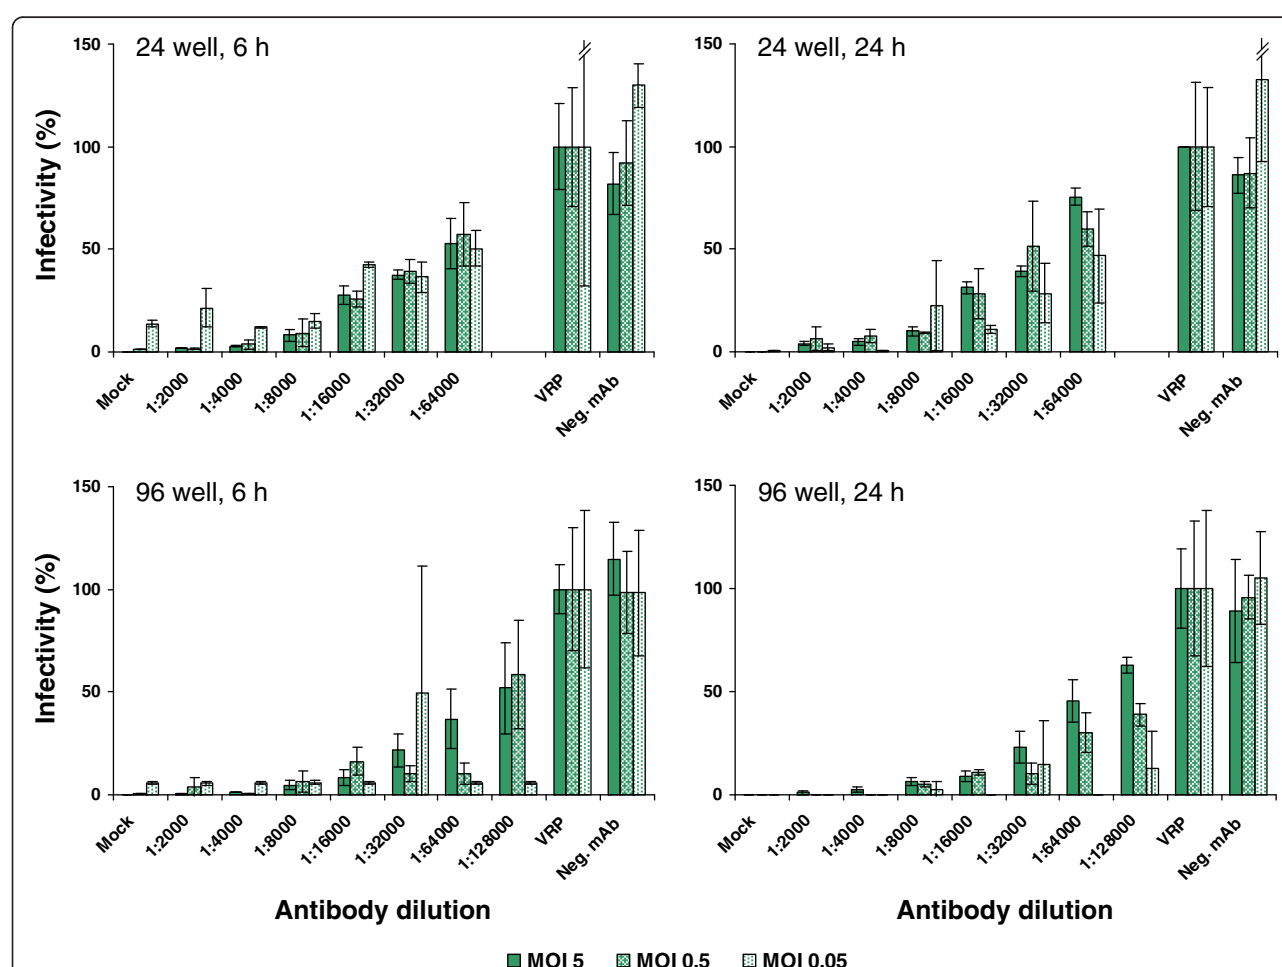 24 well, 6 h
Infectivity (%)
150
100
50
0
Mock
1:2000
1:4000
1:8000
1:16000
1:32000
1:64000
VRP
Neg. mAb
24 well, 24 h
150
100
50
0
Mock
1:2000
1:4000
1:8000
1:16000
1:32000
1:64000
VRP
Neg. mAb
96 well, 6 h
Infectivity (%)
150
100
50
0
Mock
1:2000
1:4000
1:8000
1:16000
1:32000
1:64000
1:128000
VRP
Neg. mAb
Antibody dilution
96 well, 24 h
150
100
50
0
Mock
1:2000
1:4000
1:8000
1:16000
1:32000
1:64000
1:128000
VRP
Neg. mAb
Antibody dilution
MOI 5 MOI 0.5 MOI 0.05